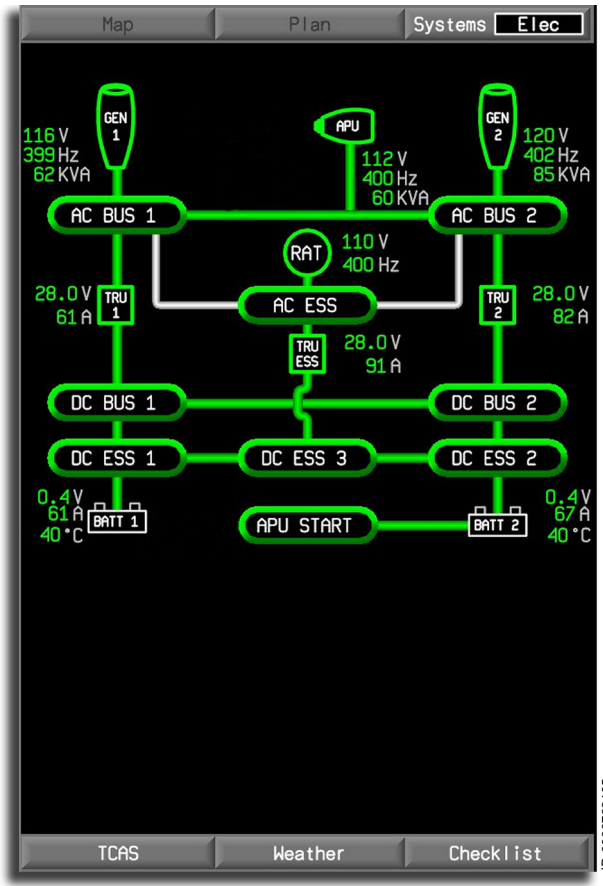 Map Plan Systems Elec
GEN 1
116 V
399 Hz
62 KVA
APU
112 V
400 Hz
60 KVA
GEN 2
120 V
402 Hz
85 KVA
AC BUS 1
AC BUS 2
RAT
110 V
400 Hz
28.0 V
61 A
TRU 1
AC ESS
TRU 2
28.0 V
82 A
TRU ESS
28.0 V
91 A
DC BUS 1
DC BUS 2
DC ESS 1
DC ESS 3
DC ESS 2
0.4 V
61 A
40 °C
BATT 1
APU START
BATT 2
0.4 V
67 A
40 °C
TCAS Weather Checklist